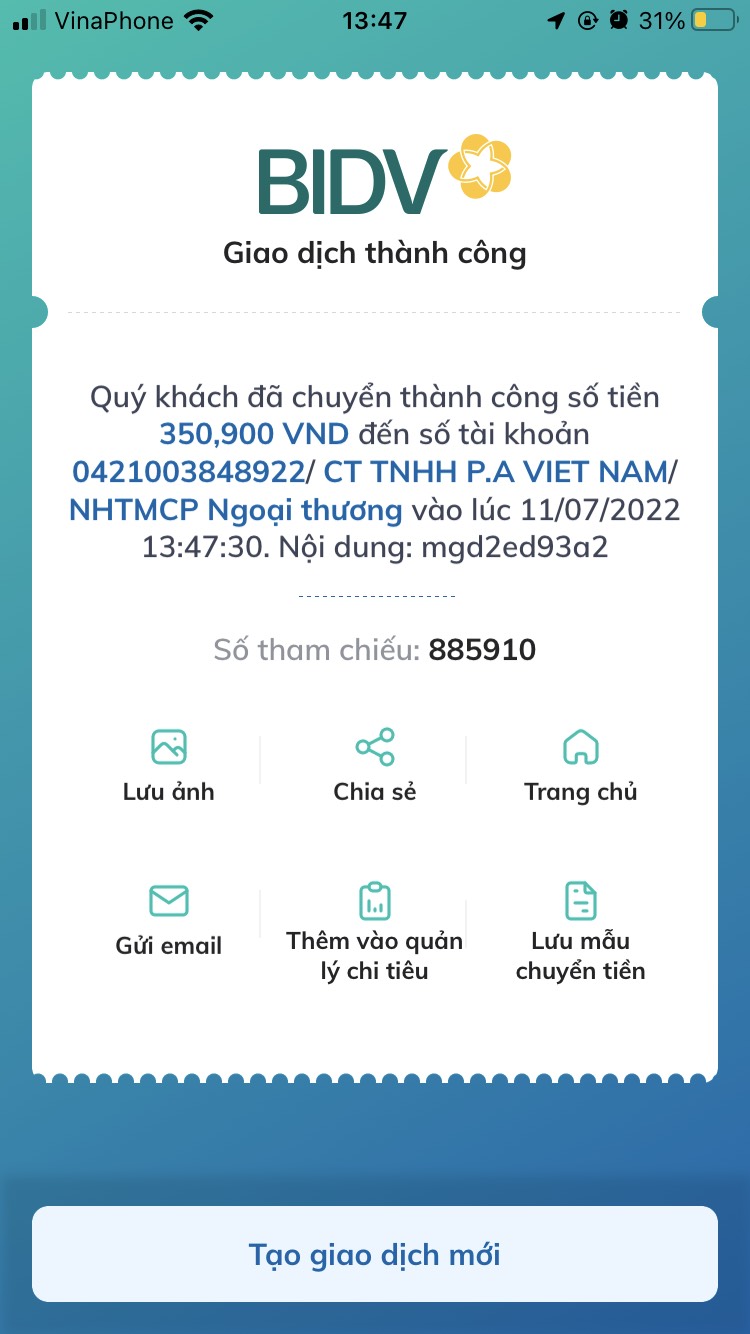 VinaPhone 13:47 31%
BIDV
Giao dịch thành công
Quý khách đã chuyển thành công số tiền
350,900 VND đến số tài khoản
0421003848922/ CT TNHH P.A VIET NAM/
NHTMCP Ngoại thương vào lúc 11/07/2022
13:47:30. Nội dung: mgd2ed93a2
Số tham chiếu: 885910
Lưu ảnh
Chia sẻ
Trang chủ
Gửi email
Thêm vào quản
lý chi tiêu
Lưu mẫu
chuyển tiền
Tạo giao dịch mới